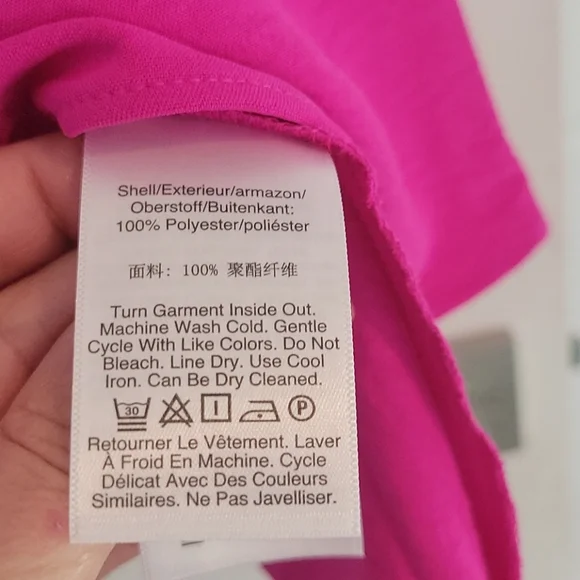 Shell/Exterieur/armazon/
Oberstoff/Buitenkant:
100% Polyester/poliéster
面料: 100% 聚酯纤维
Turn Garment Inside Out.
Machine Wash Cold. Gentle
Cycle With Like Colors. Do Not
Bleach. Line Dry. Use Cool
Iron. Can Be Dry Cleaned.
30 P
Retourner Le Vêtement. Laver
À Froid En Machine. Cycle
Délicat Avec Des Couleurs
Similaires. Ne Pas Javelliser.